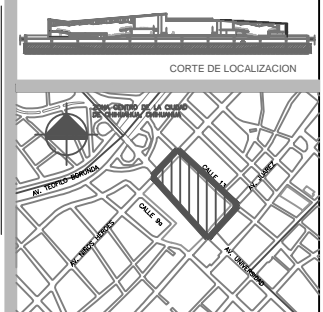 CORTE DE LOCALIZACION
ZONA CENTRO DE LA CIUDAD
DE CHIHUAHUA, CHIHUAHUA
AV. TEOFILO BORUNDA
CALLE 11
AV. JUAREZ
CALLE 9a
AV. NIÑOS HEROES
AV. UNIVERSIDAD